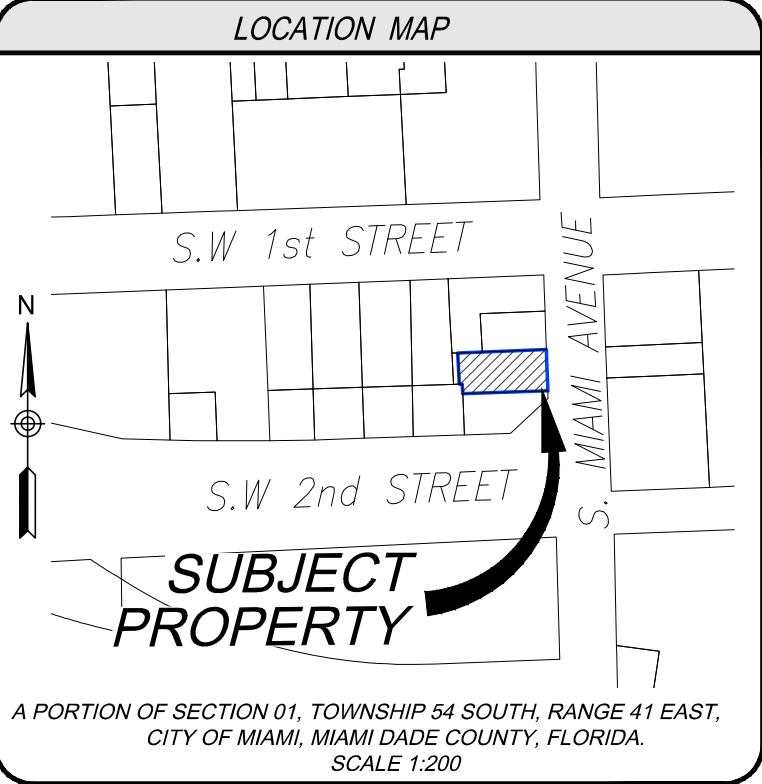 LOCATION MAP
S.W 1st STREET
S. MIAMI AVENUE
N
S.W 2nd STREET
SUBJECT
PROPERTY
A PORTION OF SECTION 01, TOWNSHIP 54 SOUTH, RANGE 41 EAST,
CITY OF MIAMI, MIAMI DADE COUNTY, FLORIDA.
SCALE 1:200